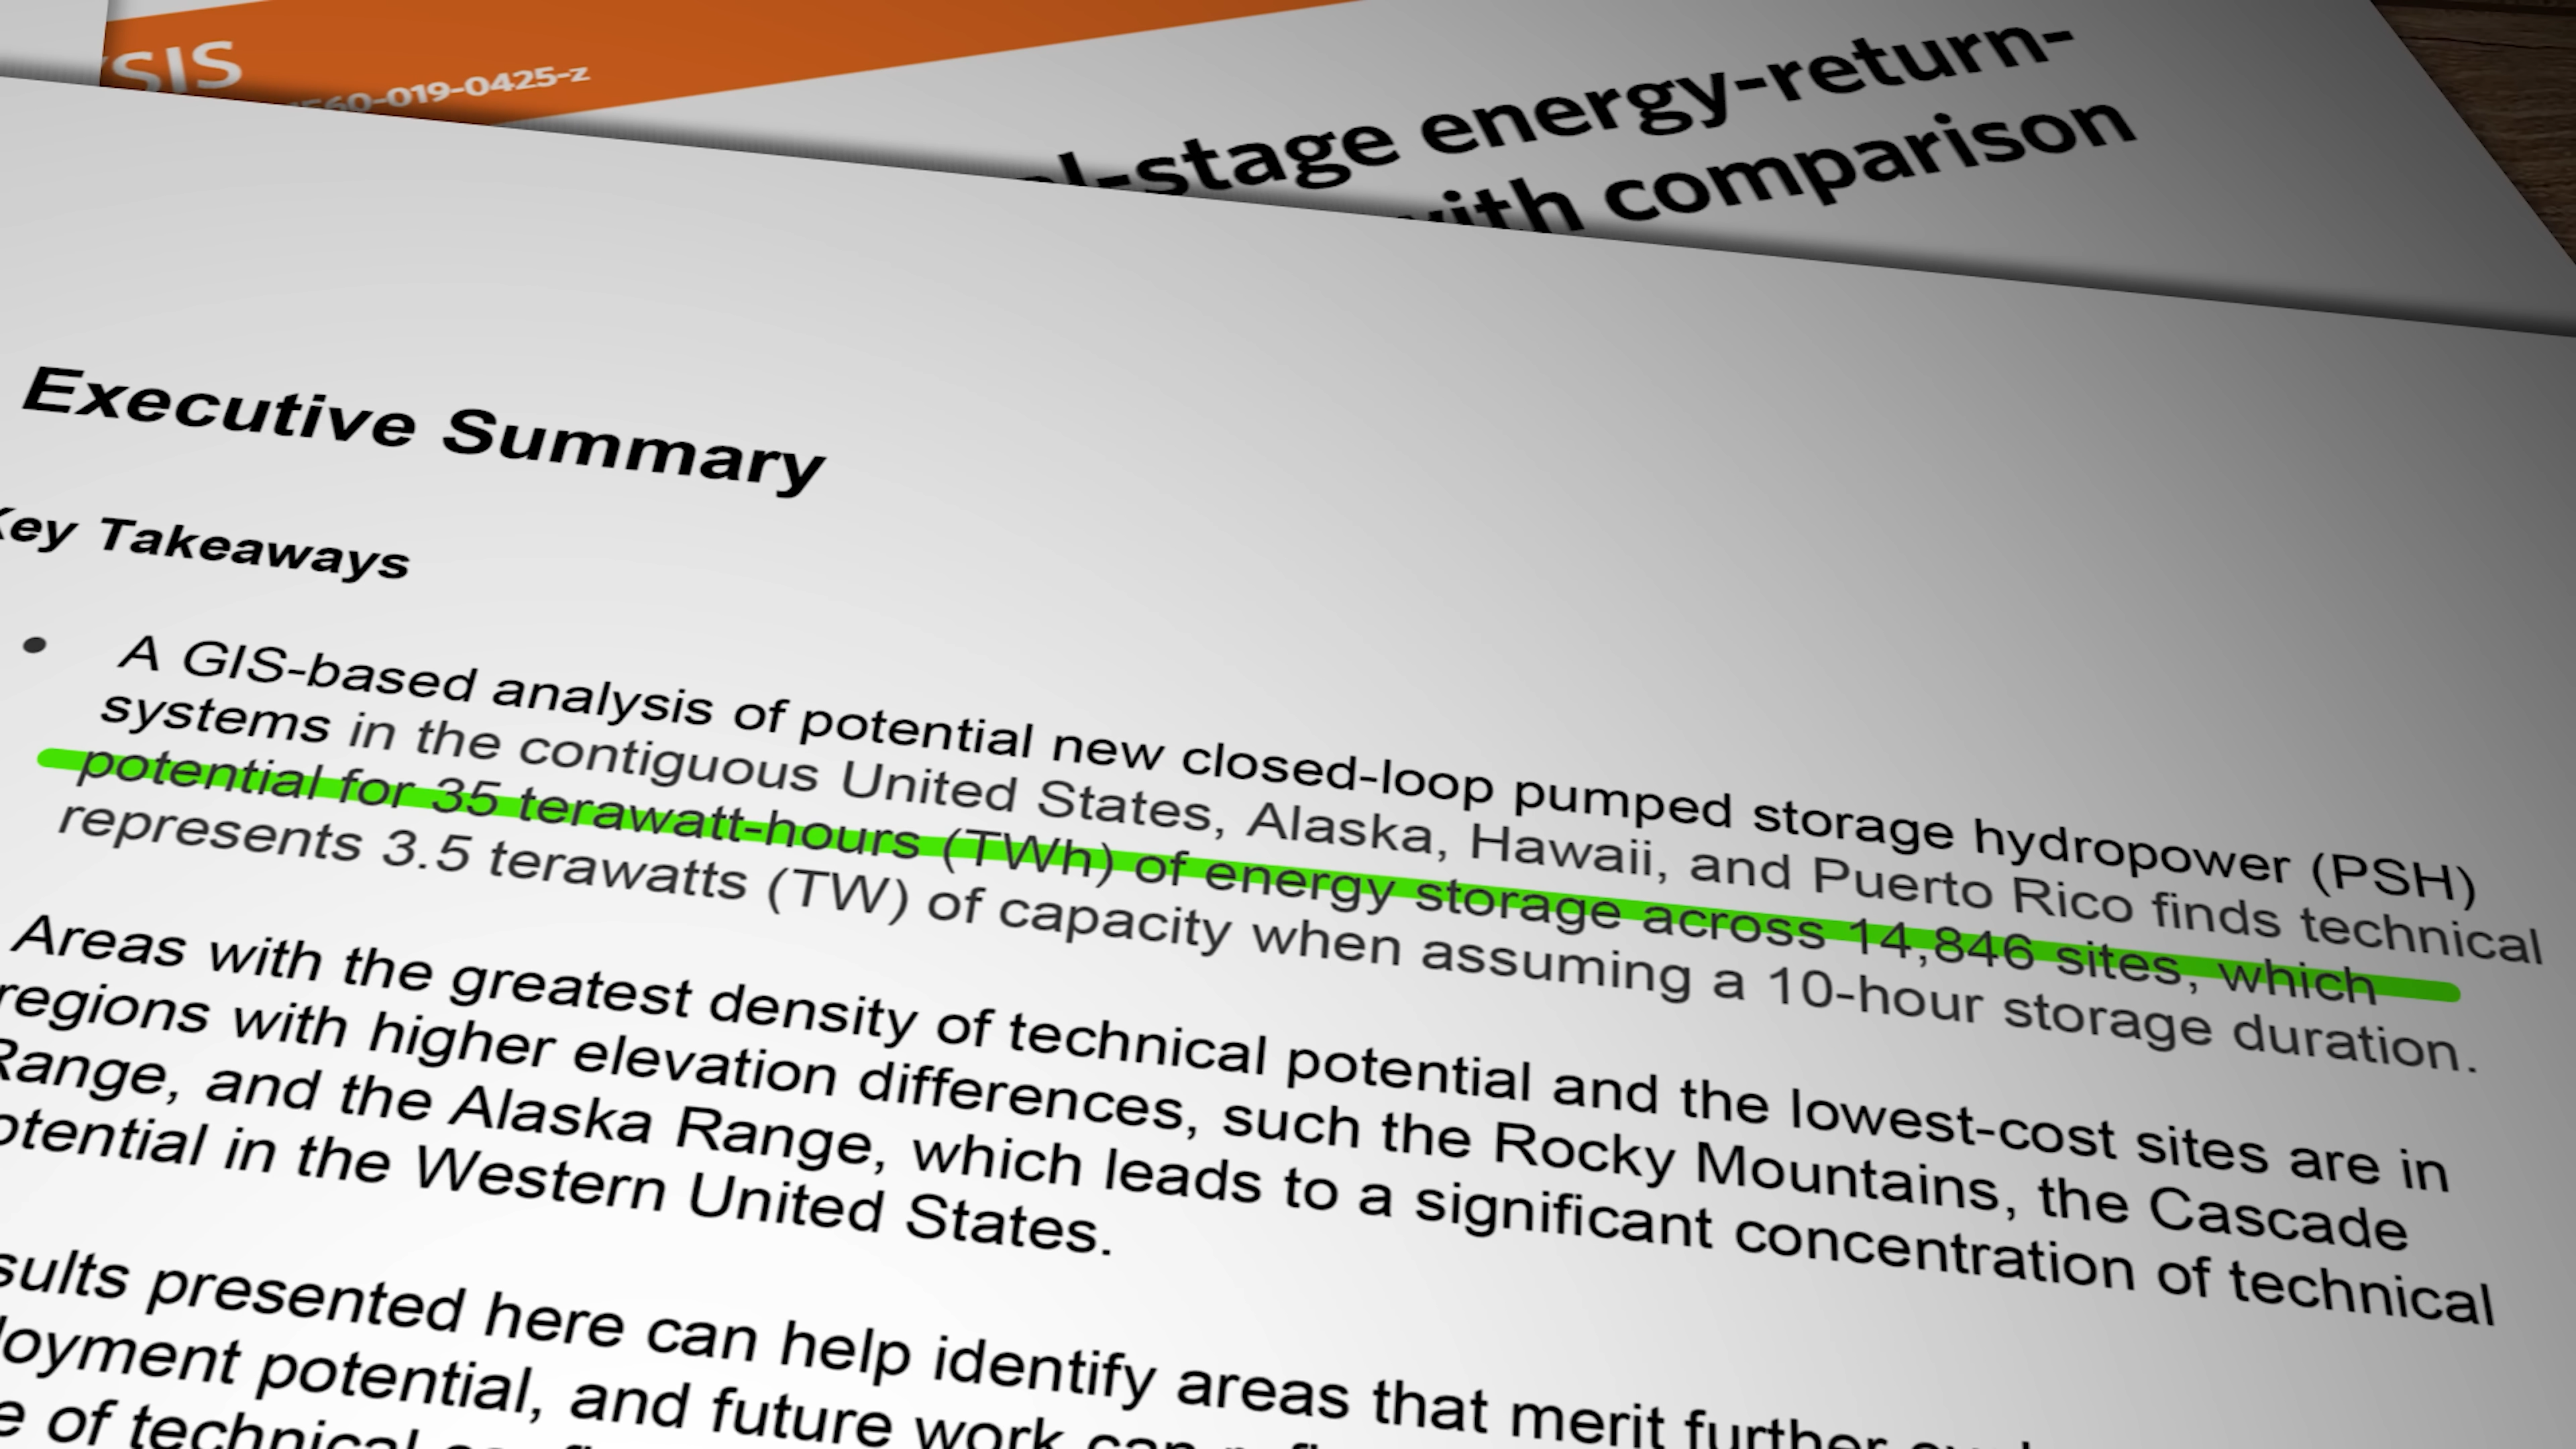 SIS
560-019-0425-z
-stage energy-return-
with comparison
Executive Summary
Key Takeaways
• A GIS-based analysis of potential new closed-loop pumped storage hydropower (PSH)
systems in the contiguous United States, Alaska, Hawaii, and Puerto Rico finds technical
potential for 35 terawatt-hours (TWh) of energy storage across 14,846 sites, which
represents 3.5 terawatts (TW) of capacity when assuming a 10-hour storage duration.
Areas with the greatest density of technical potential and the lowest-cost sites are in
regions with higher elevation differences, such the Rocky Mountains, the Cascade
Range, and the Alaska Range, which leads to a significant concentration of technical
potential in the Western United States.
sults presented here can help identify areas that merit further
loyment potential, and future work can
e of technical